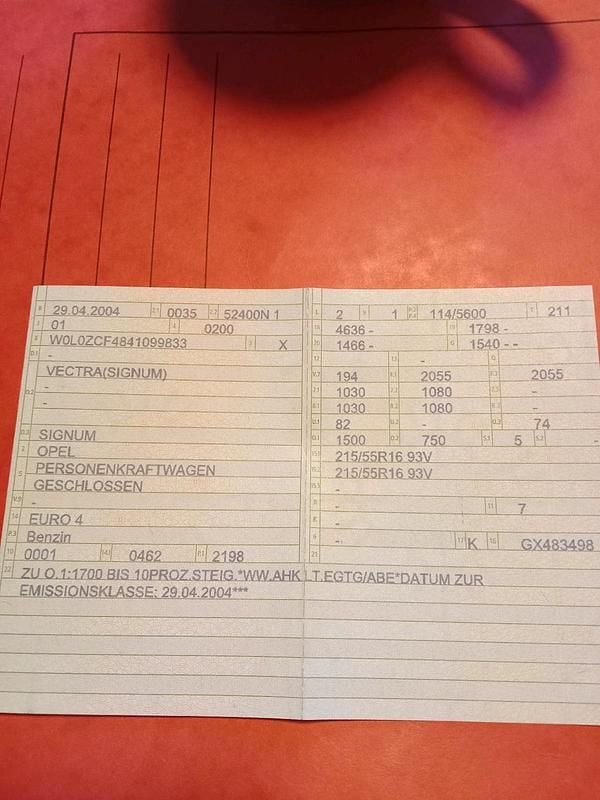 29.04.2004 0035 52400N 1
01 0200
W0L0ZCF4841099833 X
-
VECTRA(SIGNUM)
-
-
SIGNUM
OPEL
PERSONENKRAFTWAGEN
GESCHLOSSEN
-
EURO 4
Benzin
0001 0462 2198
2 1 114/5600 211
4636 - 1798 -
1466 - 1540 - -
-
194 2055 2055
1030 1080 -
1030 1080 -
82 - 74
1500 750 5 -
215/55R16 93V
215/55R16 93V
-
- 7
-
- K GX483498
ZU O.1:1700 BIS 10PROZ.STEIG.*WW.AHK LT.EGTG/ABE*DATUM ZUR
EMISSIONSKLASSE: 29.04.2004***